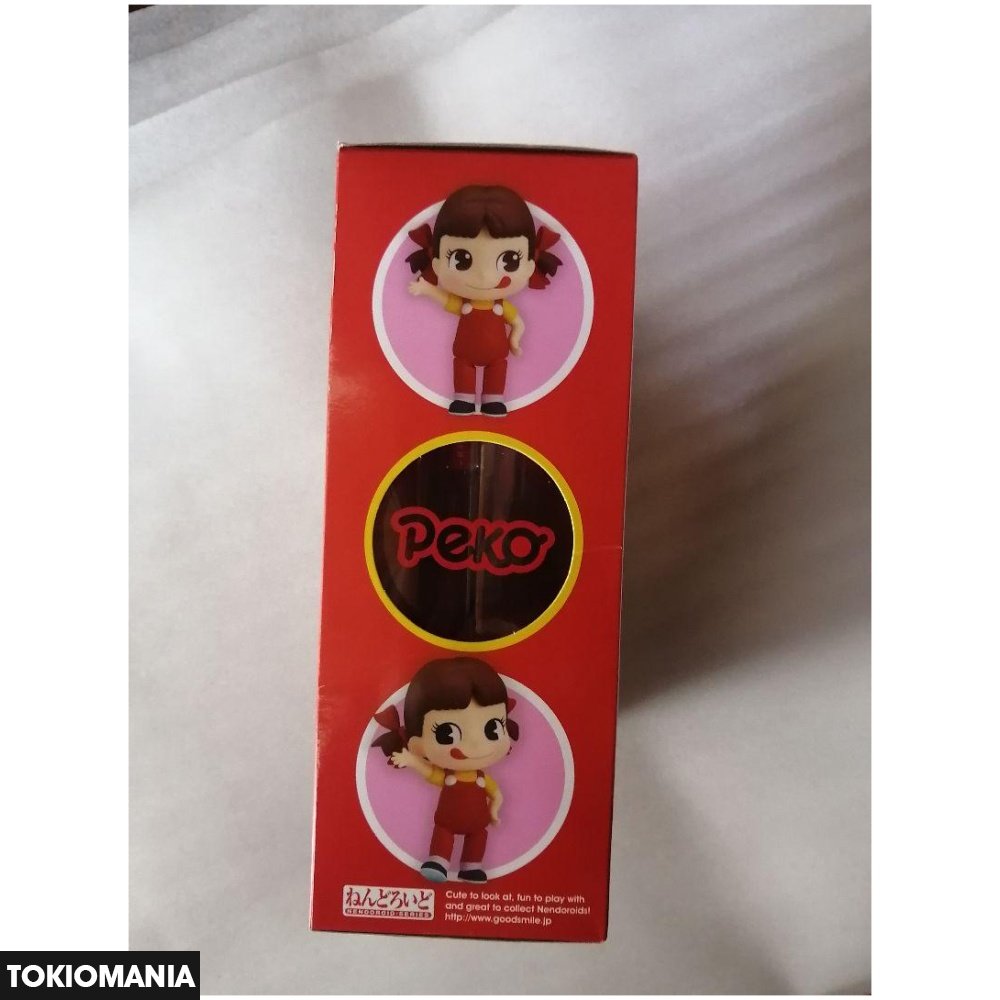 Peko
ねんどろいど
NENDOROID SERIES
Cute to look at, fun to play with
and great to collect Nendoroids!
http://www.goodsmile.jp
TOKIOMANIA